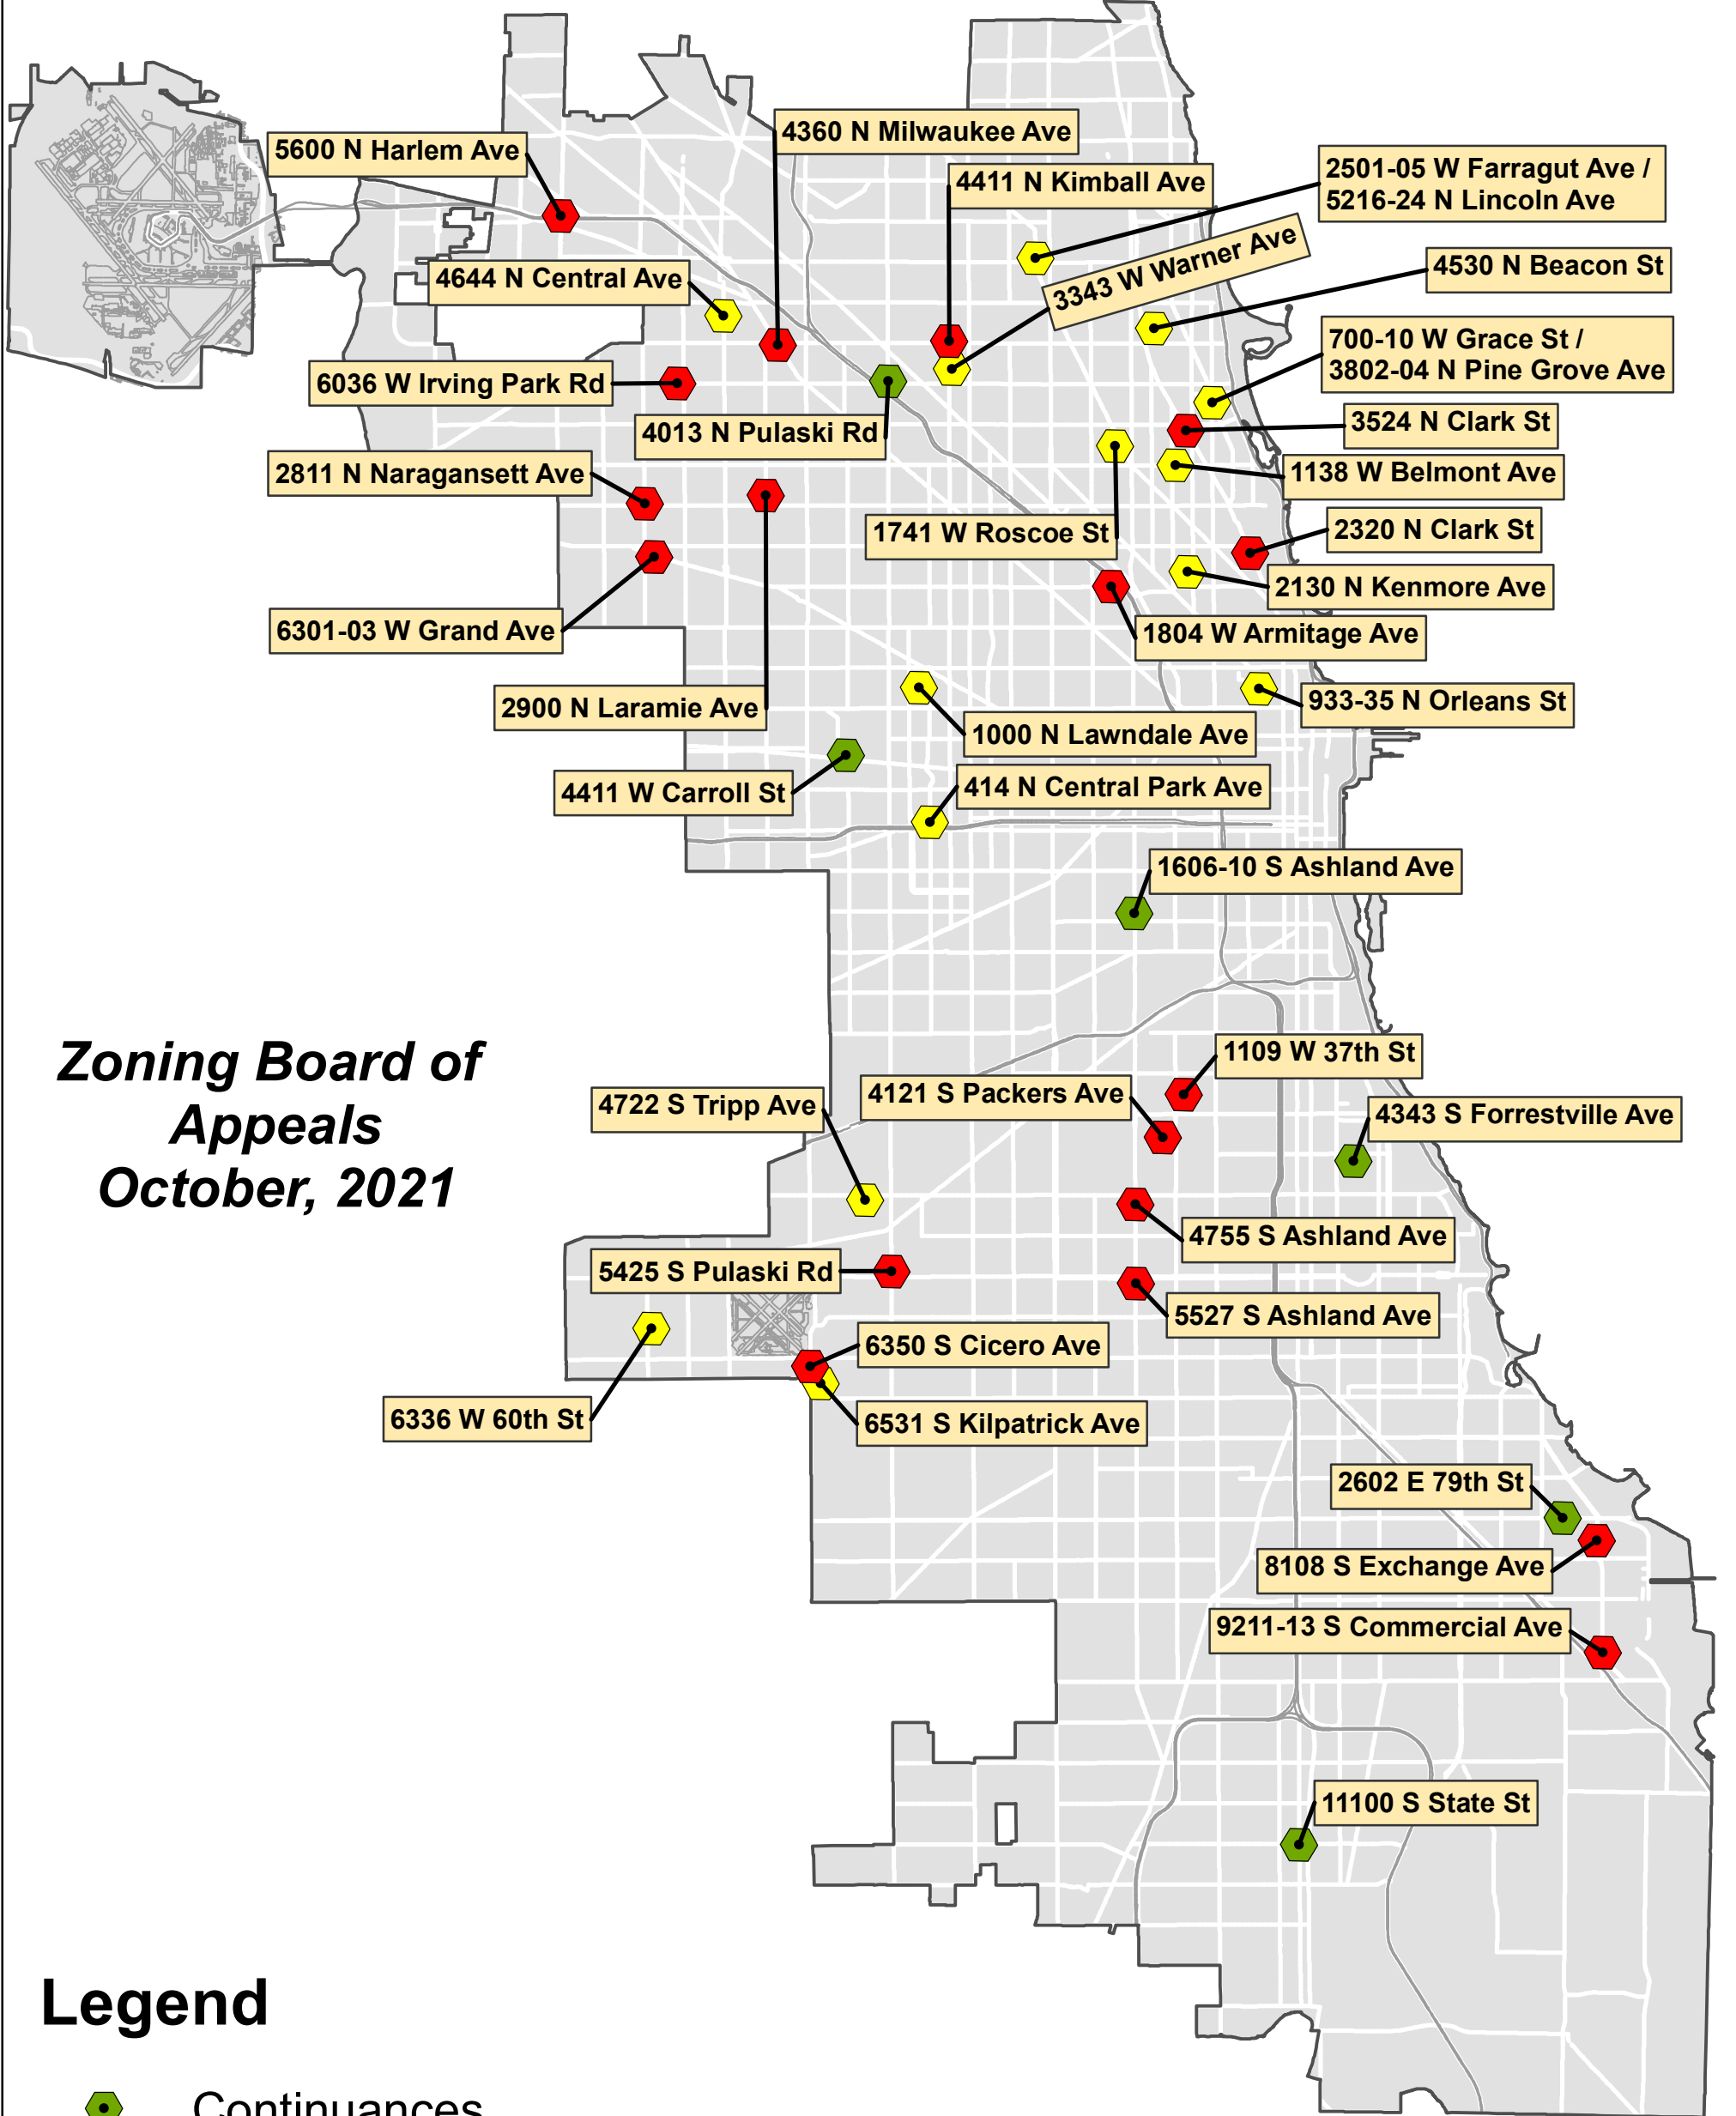 4360 N Milwaukee Ave
5600 N Harlem Ave
4411 N Kimball Ave
2501-05 W Farragut Ave /
5216-24 N Lincoln Ave
3343 W Warner Ave
4530 N Beacon St
4644 N Central Ave
700-10 W Grace St /
3802-04 N Pine Grove Ave
6036 W Irving Park Rd
4013 N Pulaski Rd
3524 N Clark St
2811 N Naragansett Ave
1138 W Belmont Ave
1741 W Roscoe St
2320 N Clark St
2130 N Kenmore Ave
6301-03 W Grand Ave
1804 W Armitage Ave
2900 N Laramie Ave
933-35 N Orleans St
1000 N Lawndale Ave
4411 W Carroll St
414 N Central Park Ave
1606-10 S Ashland Ave
Zoning Board of
Appeals
October, 2021
1109 W 37th St
4722 S Tripp Ave
4121 S Packers Ave
4343 S Forrestville Ave
4755 S Ashland Ave
5425 S Pulaski Rd
5527 S Ashland Ave
6350 S Cicero Ave
6336 W 60th St
6531 S Kilpatrick Ave
2602 E 79th St
8108 S Exchange Ave
9211-13 S Commercial Ave
11100 S State St
Legend
Continuances